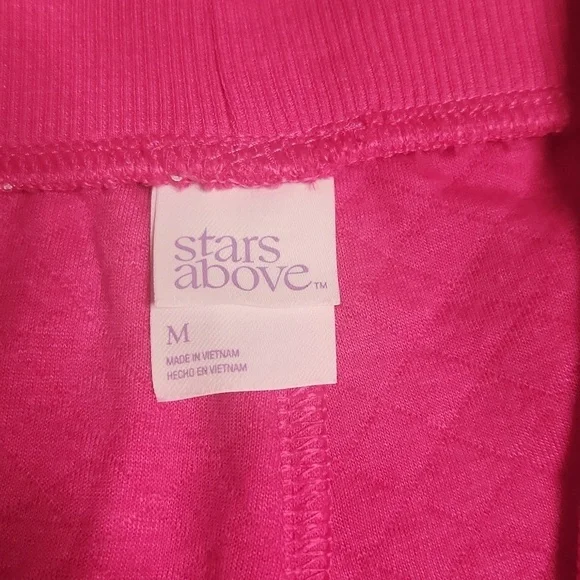 stars
above™
M
MADE IN VIETNAM
HECHO EN VIETNAM